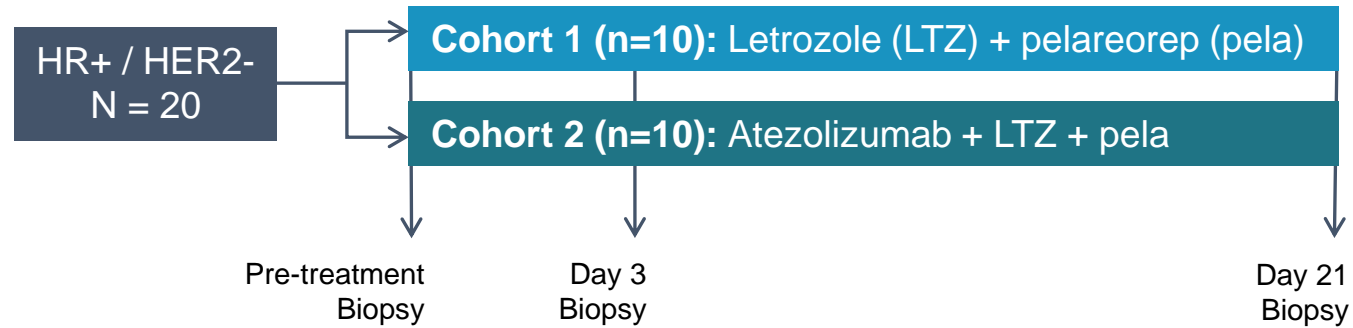 HR+ / HER2-
N = 20
Cohort 1 (n=10): Letrozole (LTZ) + pelareorep (pela)
Cohort 2 (n=10): Atezolizumab + LTZ + pela
Pre-treatment
Biopsy
Day 3
Biopsy
Day 21
Biopsy